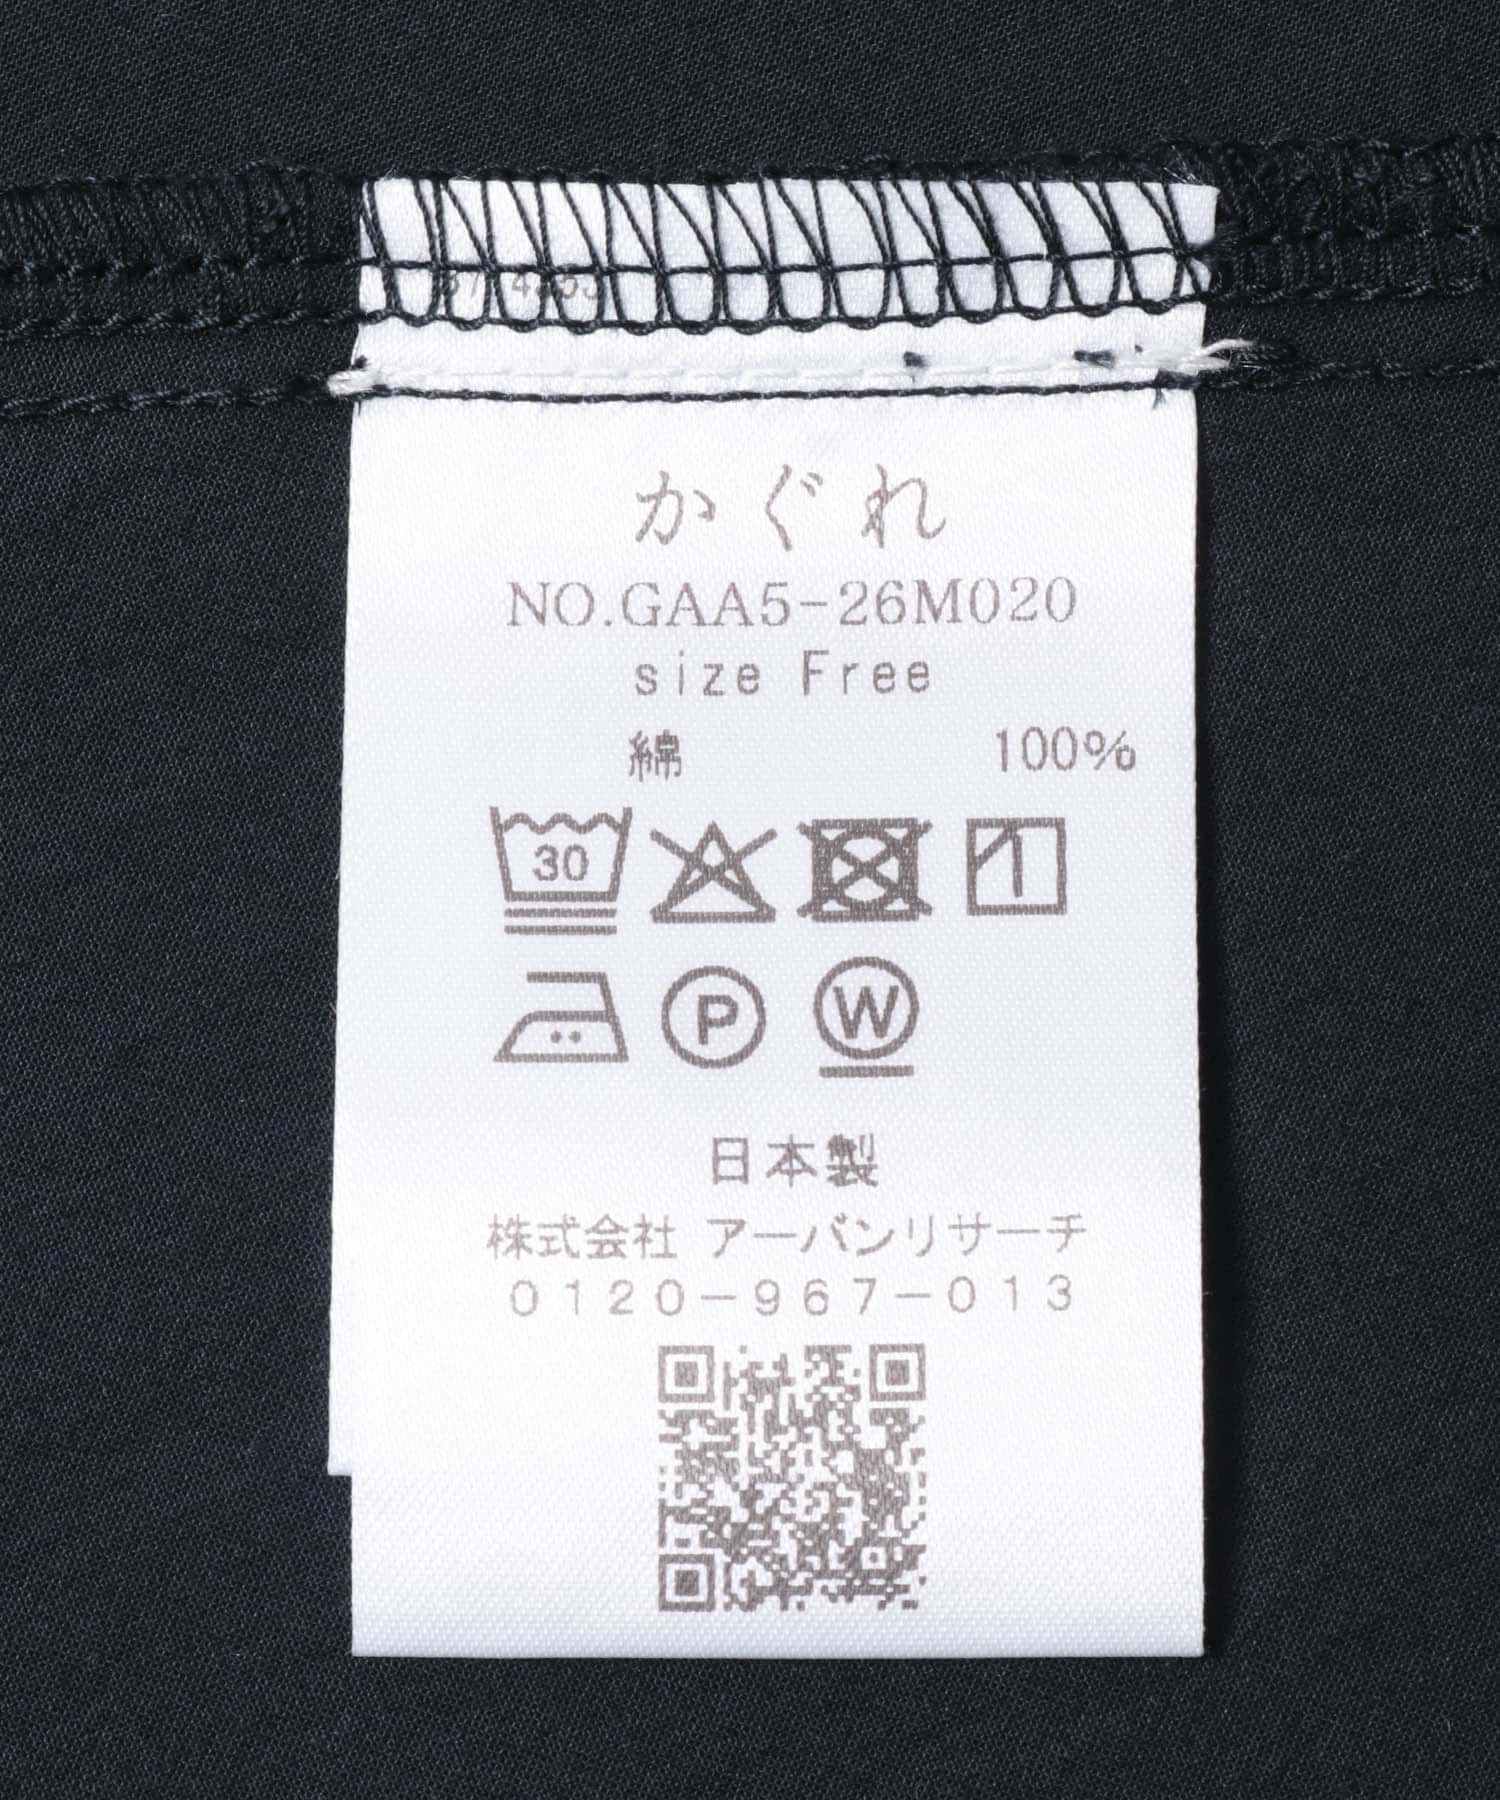 かぐれ
NO.GAA5-26M020
size Free
綿 100%
30
P W
日本製
株式会社 アーバンリサーチ
0120-967-013